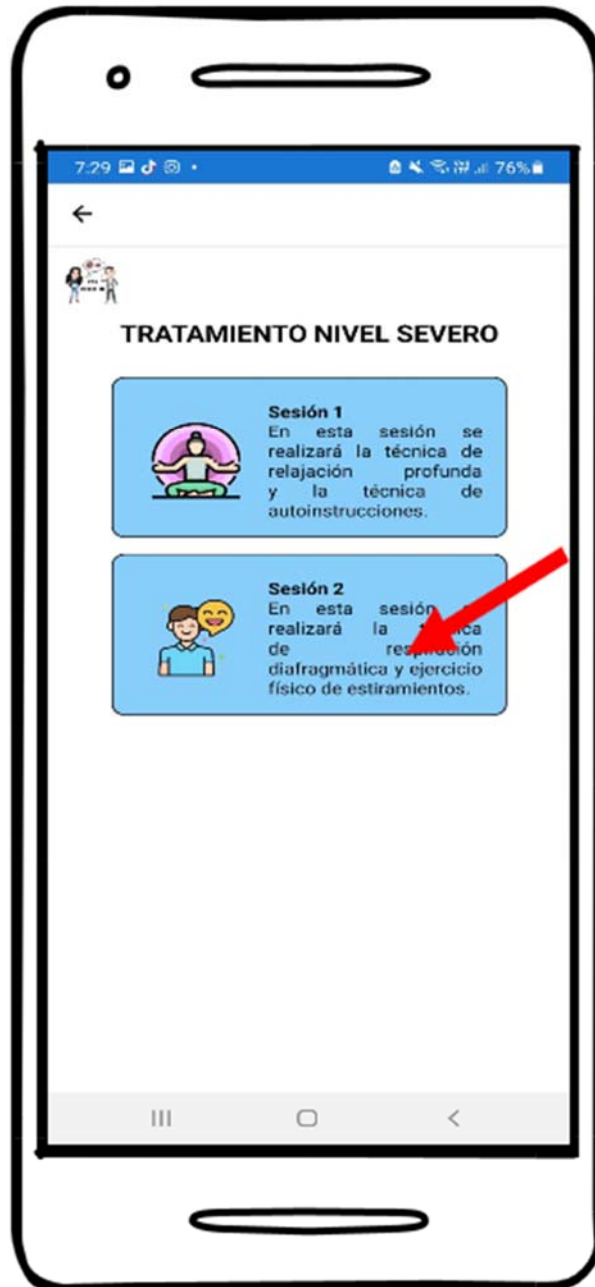 7:29 76%
TRATAMIENTO NIVEL SEVERO
Sesión 1
En esta sesión se
realizará la técnica de
relajación profunda
y la técnica de
autoinstrucciones.
Sesión 2
En esta sesión
realizará la
de respiración
diafragmática y ejercicio
físico de estiramientos.